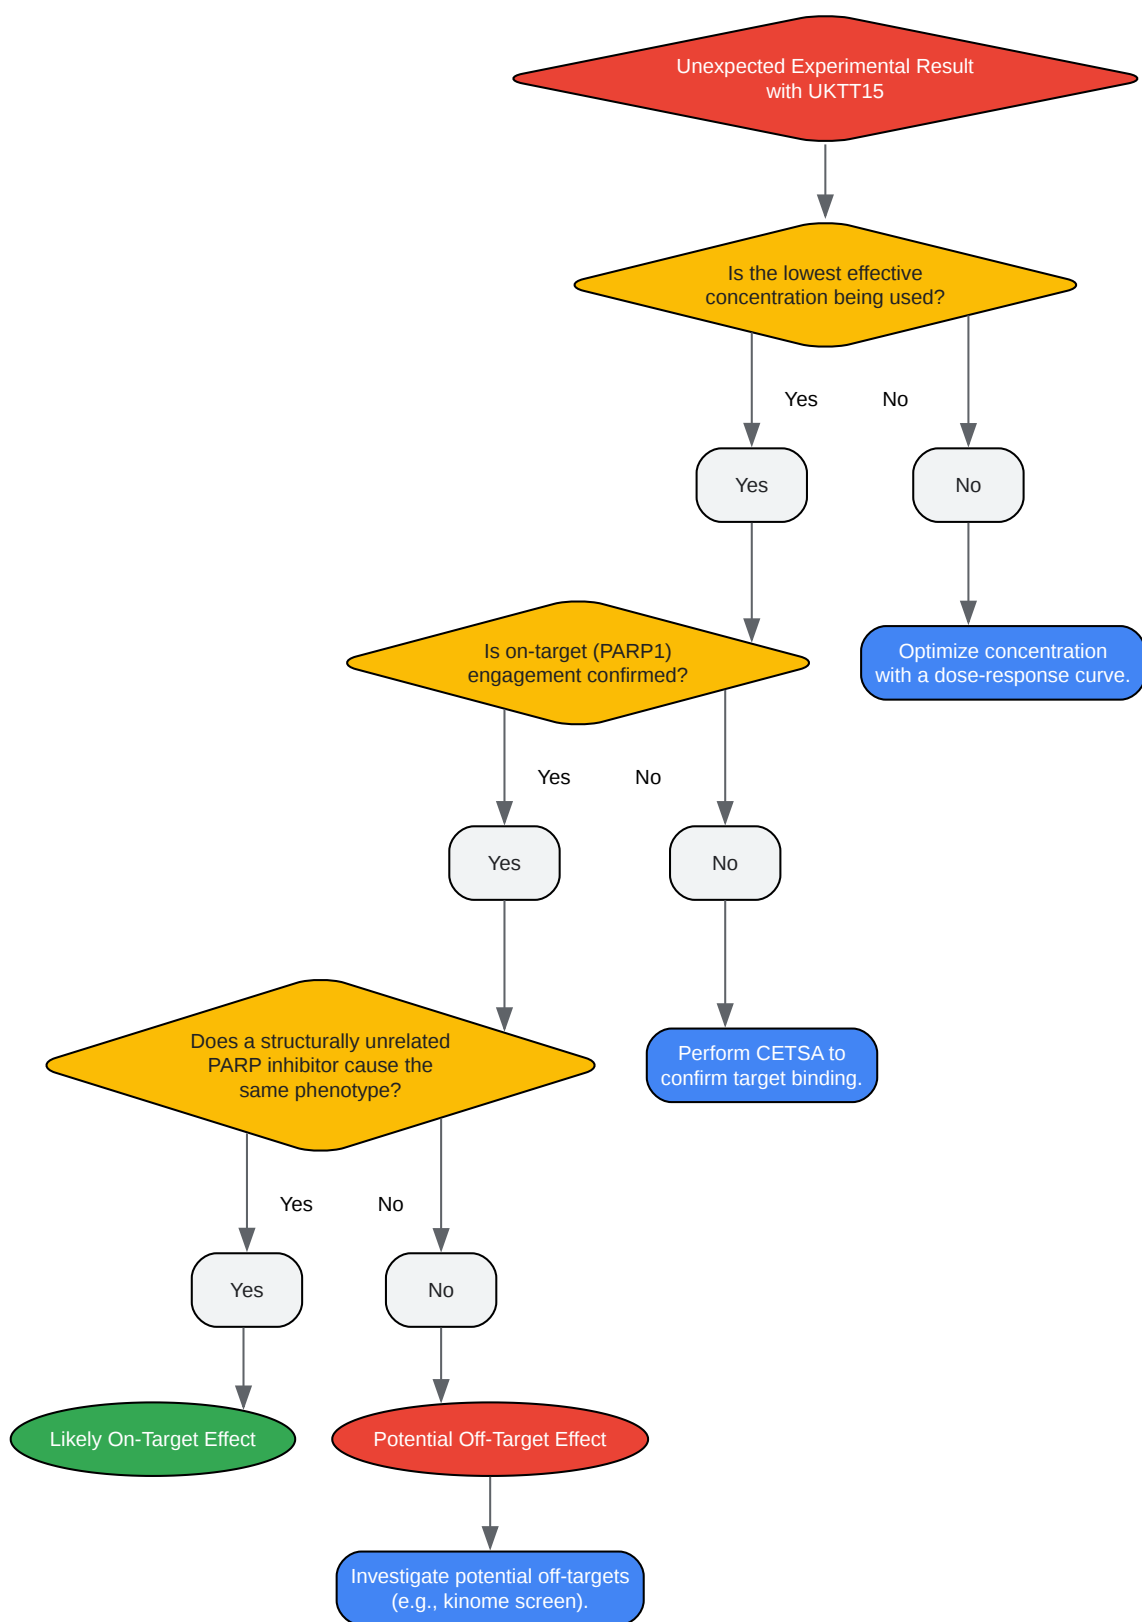 Unexpected Experimental Result
with UKTT15
Is the lowest effective
concentration being used?
Yes
No
Yes
No
Is on-target (PARP1)
engagement confirmed?
Optimize concentration
with a dose-response curve.
Yes
No
Yes
No
Does a structurally unrelated
PARP inhibitor cause the
same phenotype?
Perform CETSA to
confirm target binding.
Yes
No
Yes
No
Likely On-Target Effect
Potential Off-Target Effect
Investigate potential off-targets
(e.g., kinome screen).